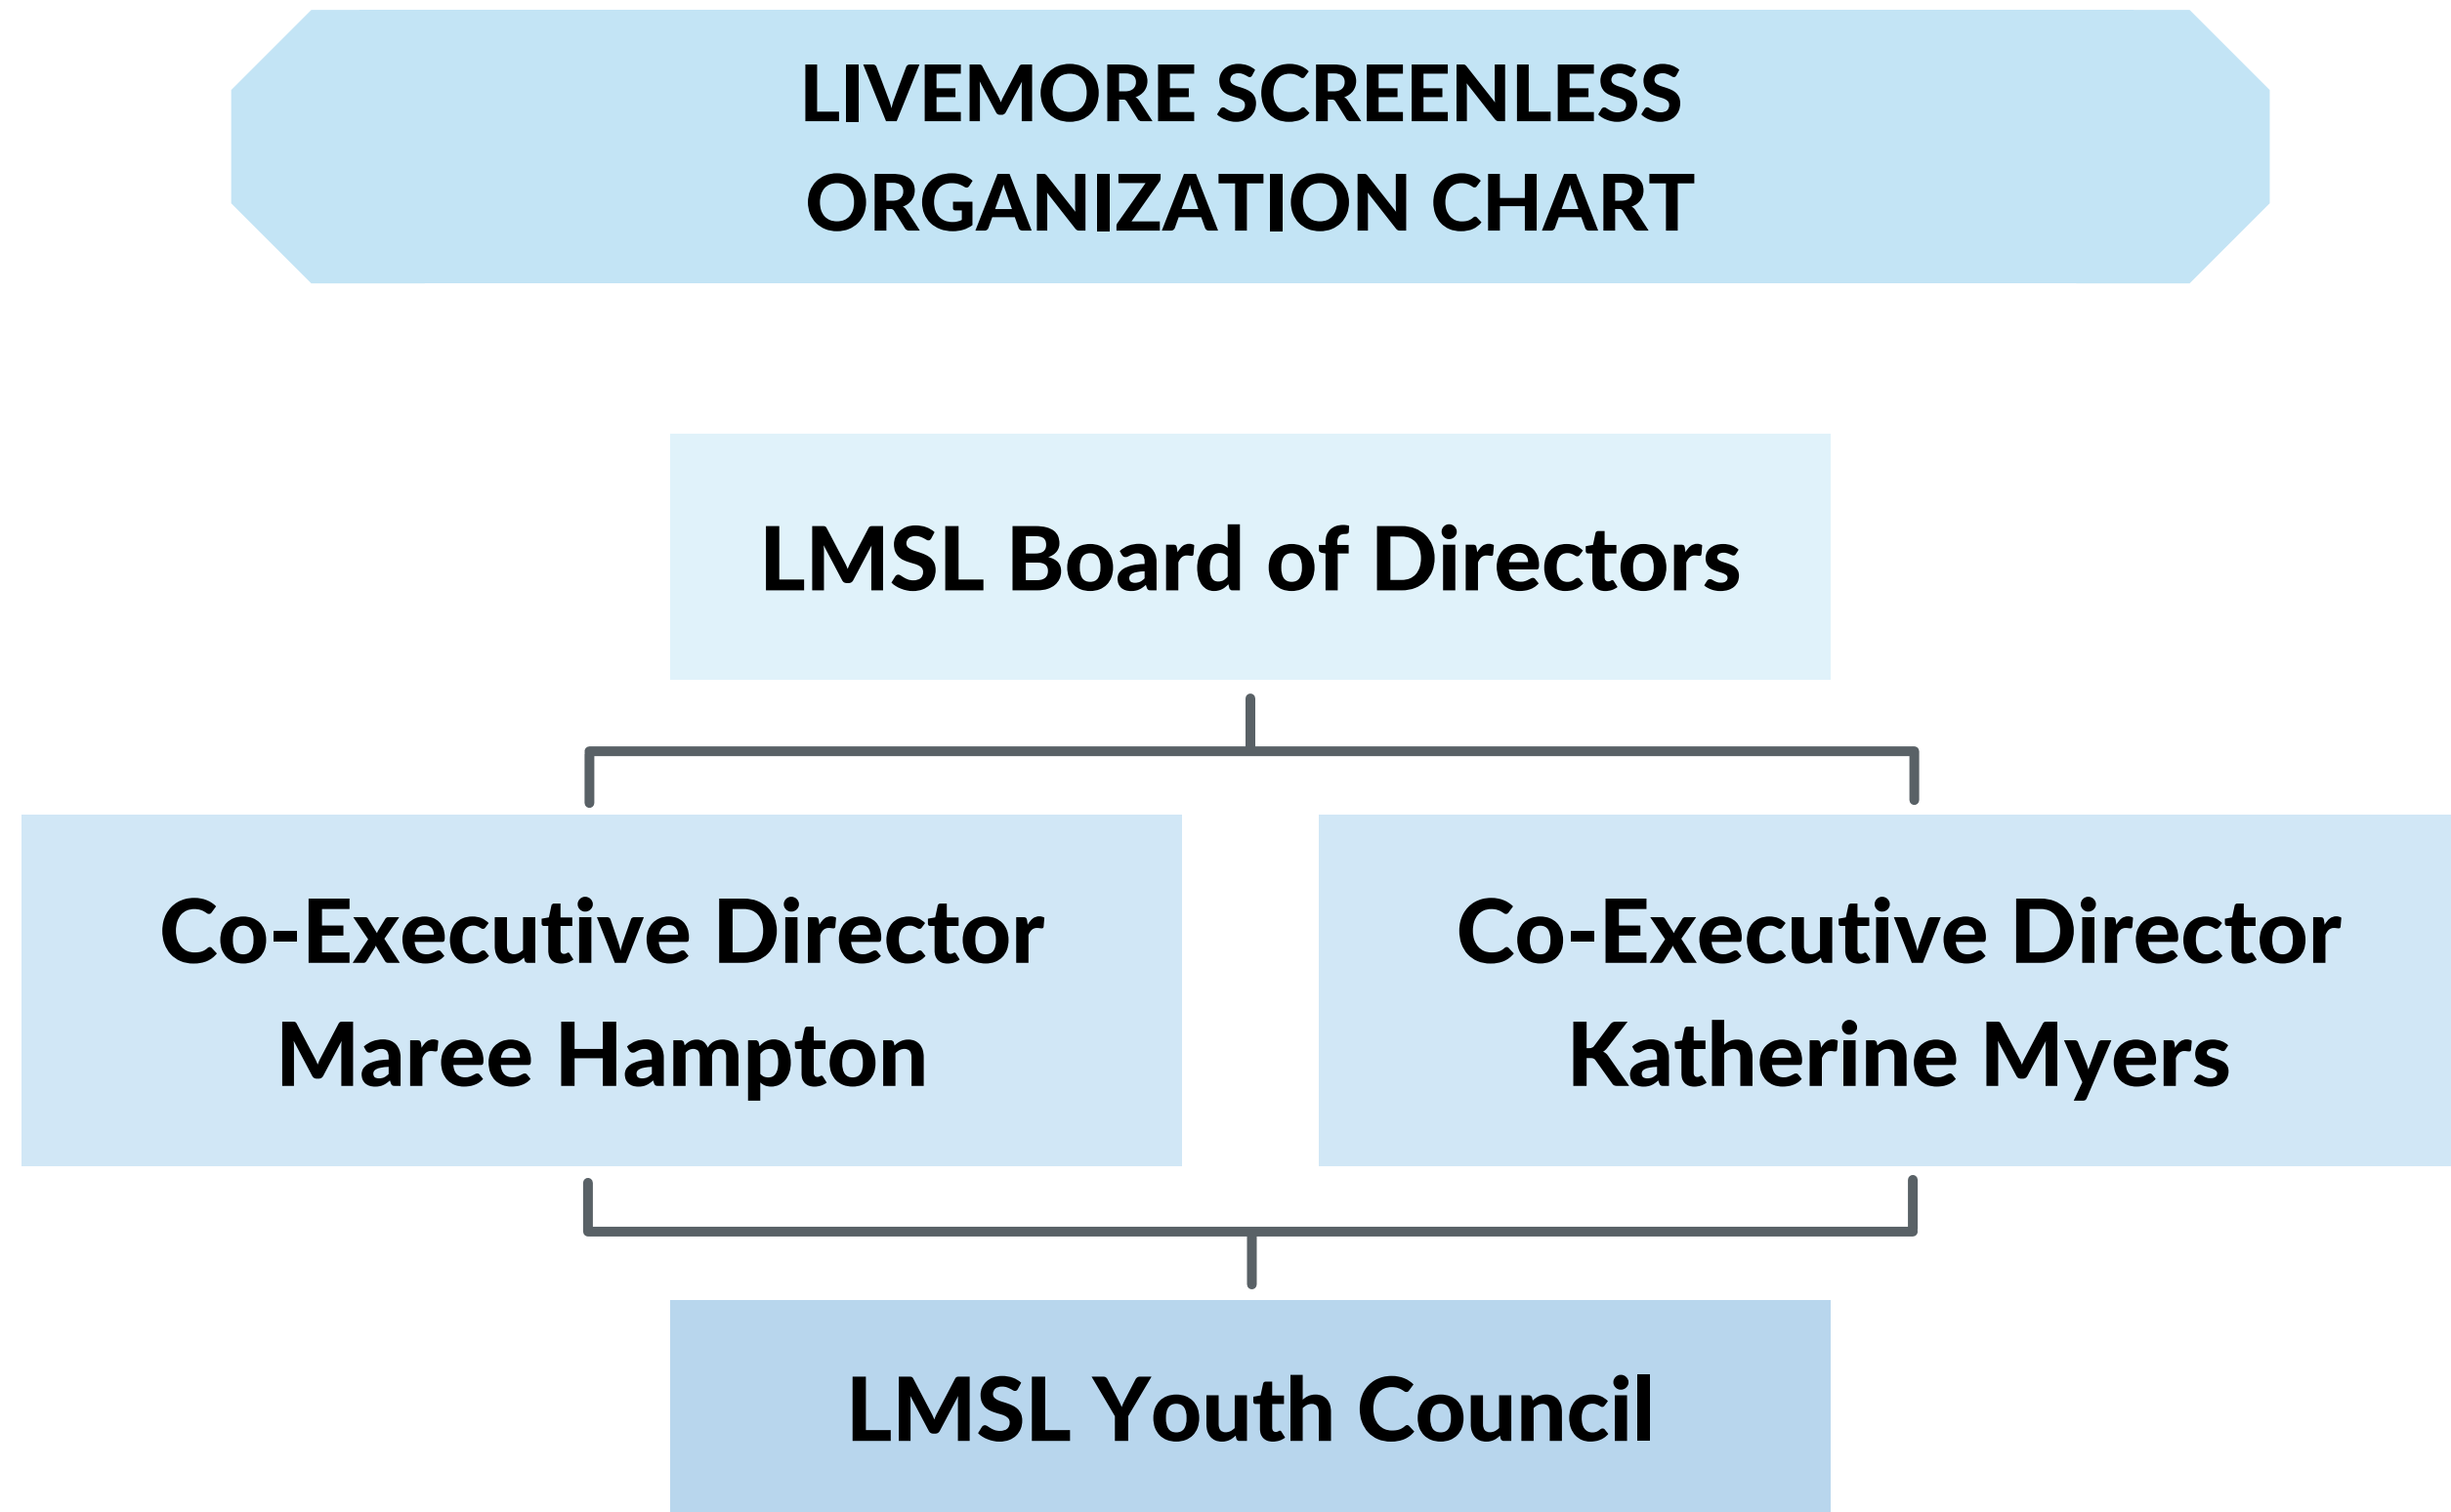 LIVEMORE SCREENLESS
ORGANIZATION CHART
LMSL Board of Directors
Co-Executive Director
Maree Hampton
Co-Executive Director
Katherine Myers
LMSL Youth Council